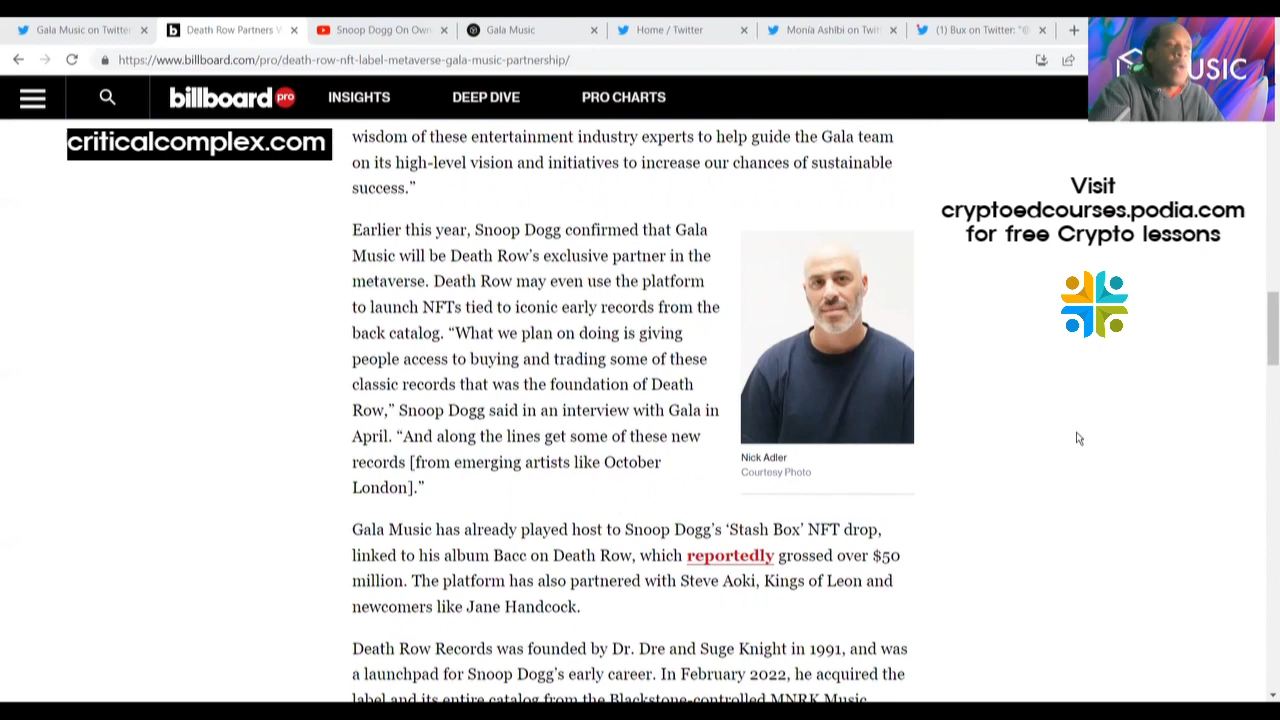 Gala Music on Twitter
Death Row Partners
Snoop Dogg On Own
Gala Music
Home / Twitter
Monía Ashibi on Twit
(1) Bux on Twitter: "@
https://www.billboard.com/pro/death-row-nft-label-metaverse-gala-music-partnership/
USIC
billboard pro
INSIGHTS
DEEP DIVE
PRO CHARTS
criticalcomplex.com
wisdom of these entertainment industry experts to help guide the Gala team
on its high-level vision and initiatives to increase our chances of sustainable
success.”
Earlier this year, Snoop Dogg confirmed that Gala
Music will be Death Row’s exclusive partner in the
metaverse. Death Row may even use the platform
to launch NFTs tied to iconic early records from the
back catalog. “What we plan on doing is giving
people access to buying and trading some of these
classic records that was the foundation of Death
Row,” Snoop Dogg said in an interview with Gala in
April. “And along the lines get some of these new
records [from emerging artists like October
London].”
Nick Adler
Courtesy Photo
Visit
cryptoedcourses.podia.com
for free Crypto lessons
Gala Music has already played host to Snoop Dogg’s ‘Stash Box’ NFT drop,
linked to his album Bacc on Death Row, which reportedly grossed over $50
million. The platform has also partnered with Steve Aoki, Kings of Leon and
newcomers like Jane Handcock.
Death Row Records was founded by Dr. Dre and Suge Knight in 1991, and was
a launchpad for Snoop Dogg’s early career. In February 2022, he acquired the
label and its entire catalog from the Blackstone-controlled MNRK Music